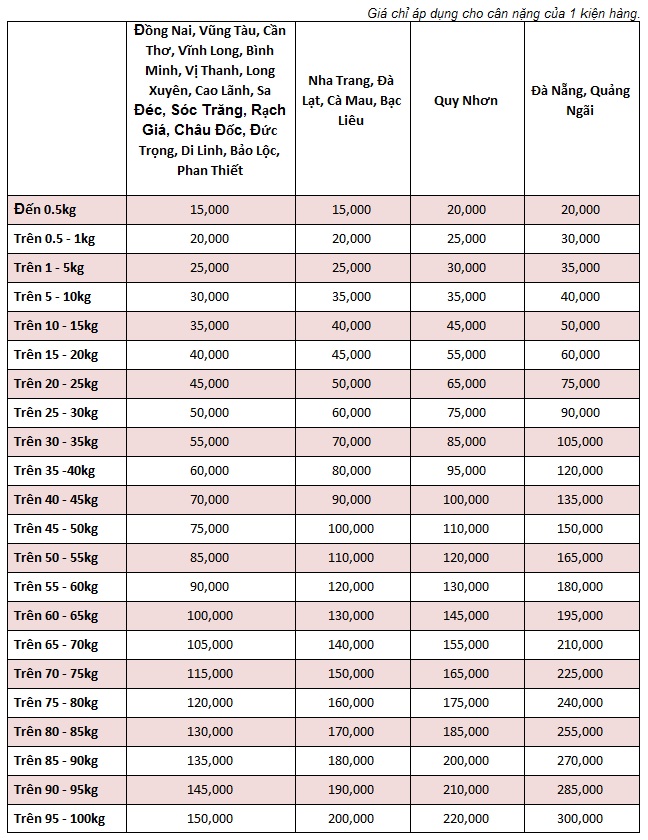 Giá chỉ áp dụng cho cân nặng của 1 kiện hàng.
Đồng Nai, Vũng Tàu, Cần
Thơ, Vĩnh Long, Bình
Minh, Vị Thanh, Long
Xuyên, Cao Lãnh, Sa
Đéc, Sóc Trăng, Rạch
Giá, Châu Đốc, Đức
Trọng, Di Linh, Bảo Lộc,
Phan Thiết
Nha Trang, Đà
Lạt, Cà Mau, Bạc
Liêu
Quy Nhơn
Đà Nẵng, Quảng
Ngãi
Đến 0.5kg 15,000 15,000 20,000 20,000
Trên 0.5 - 1kg 20,000 20,000 25,000 30,000
Trên 1 - 5kg 25,000 25,000 30,000 35,000
Trên 5 - 10kg 30,000 35,000 35,000 40,000
Trên 10 - 15kg 35,000 40,000 45,000 50,000
Trên 15 - 20kg 40,000 45,000 55,000 60,000
Trên 20 - 25kg 45,000 50,000 65,000 75,000
Trên 25 - 30kg 50,000 60,000 75,000 90,000
Trên 30 - 35kg 55,000 70,000 85,000 105,000
Trên 35 -40kg 60,000 80,000 95,000 120,000
Trên 40 - 45kg 70,000 90,000 100,000 135,000
Trên 45 - 50kg 75,000 100,000 110,000 150,000
Trên 50 - 55kg 85,000 110,000 120,000 165,000
Trên 55 - 60kg 90,000 120,000 130,000 180,000
Trên 60 - 65kg 100,000 130,000 145,000 195,000
Trên 65 - 70kg 105,000 140,000 155,000 210,000
Trên 70 - 75kg 115,000 150,000 165,000 225,000
Trên 75 - 80kg 120,000 160,000 175,000 240,000
Trên 80 - 85kg 130,000 170,000 185,000 255,000
Trên 85 - 90kg 135,000 180,000 200,000 270,000
Trên 90 - 95kg 145,000 190,000 210,000 285,000
Trên 95 - 100kg 150,000 200,000 220,000 300,000